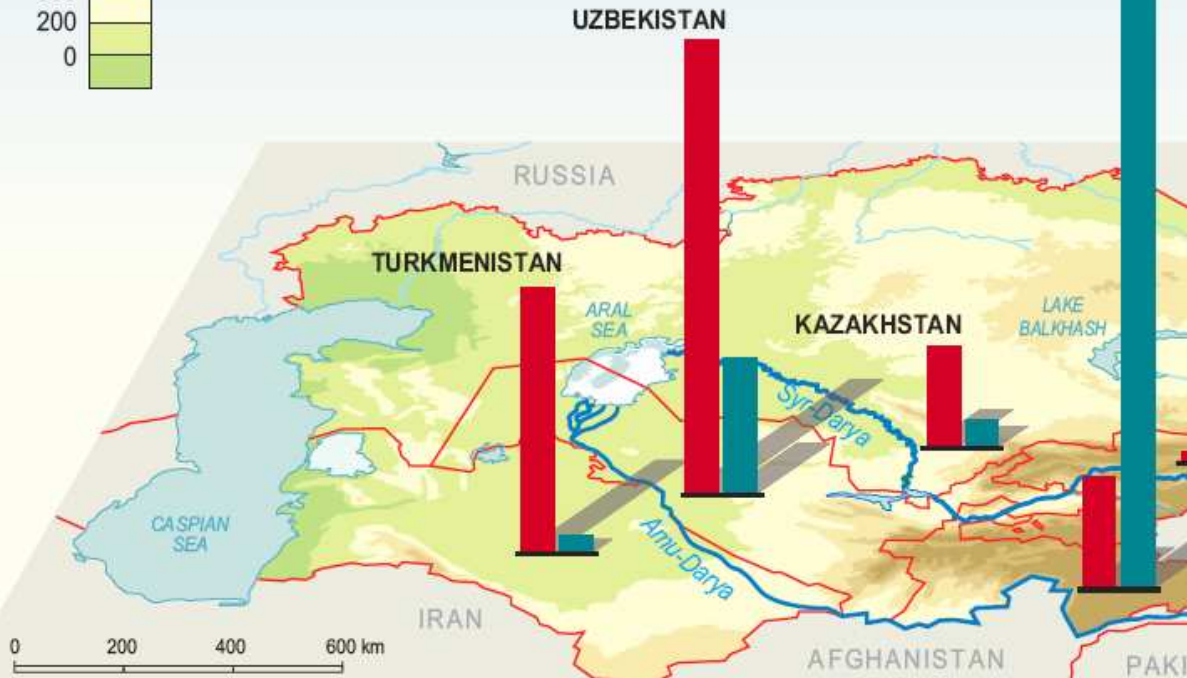 200
0
UZBEKISTAN
RUSSIA
TURKMENISTAN
ARAL
SEA
KAZAKHSTAN
LAKE
BALKHASH
Syr-Darya
CASPIAN
SEA
Amu-Darya
IRAN
AFGHANISTAN
PAKI
0 200 400 600 km